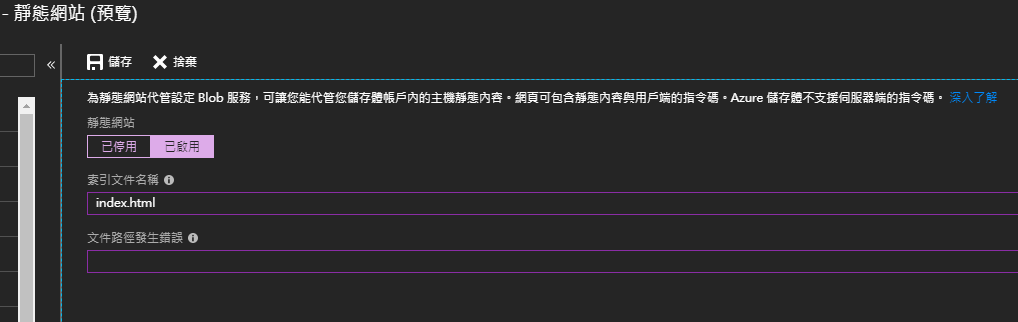 - 靜態網站 (預覽)
«
儲存 捨棄
為靜態網站代管設定 Blob 服務，可讓您能代管您儲存體帳戶內的主機靜態內容。網頁可包含靜態內容與用戶端的指令碼。Azure 儲存體不支援伺服器端的指令碼。 深入了解
靜態網站
已停用 已啟用
索引文件名稱
index.html
文件路徑發生錯誤